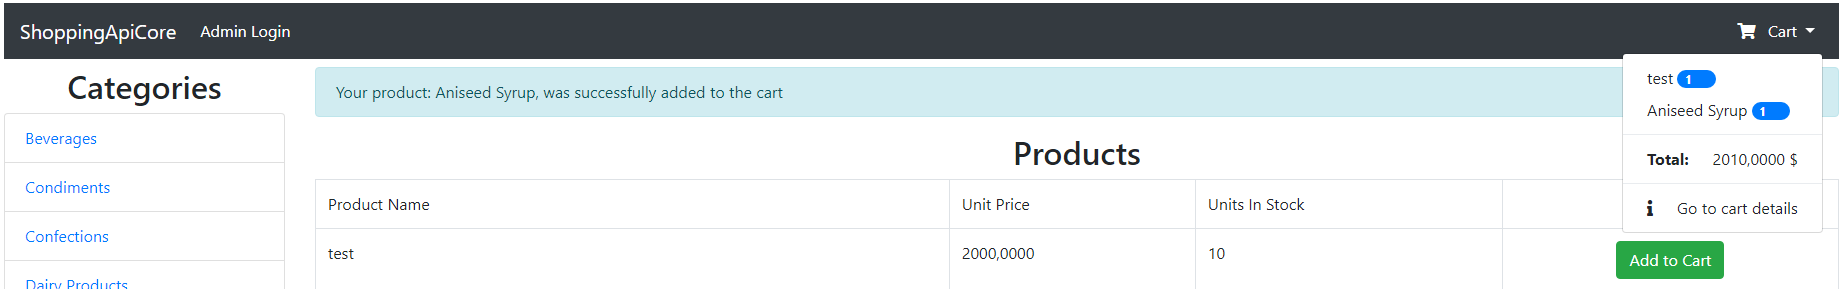 ShoppingApiCore Admin Login Cart
Categories
Beverages
Condiments
Confections
Dairy Products
Your product: Aniseed Syrup, was successfully added to the cart
test 1
Aniseed Syrup 1
Total: 2010,0000 $
Go to cart details
Products
Product Name Unit Price Units In Stock
test 2000,0000 10 Add to Cart